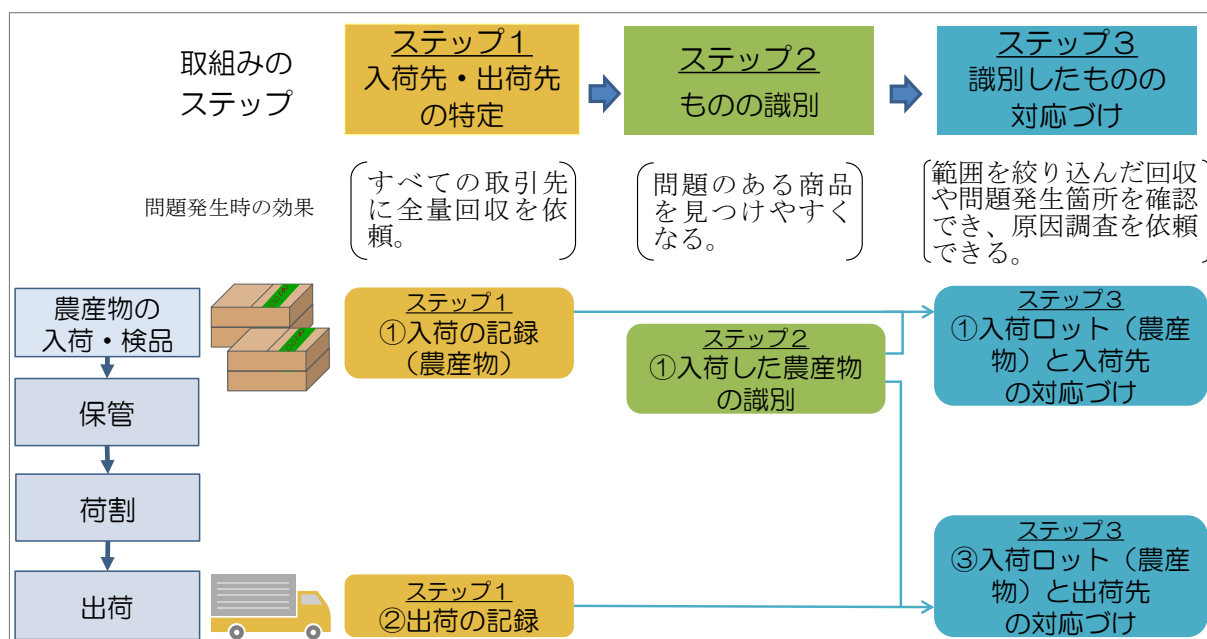 取組みの
ステップ
ステップ１
入荷先・出荷先
の特定
ステップ２
ものの識別
ステップ３
識別したものの
対応づけ
問題発生時の効果
すべての取引先
に全量回収を依
頼。
問題のある商品
を見つけやすく
なる。
範囲を絞り込んだ回収
や問題発生箇所を確認
でき、原因調査を依頼
できる。
農産物の
入荷・検品
ステップ１
①入荷の記録
（農産物）
ステップ２
①入荷した農産物
の識別
ステップ３
①入荷ロット（農産
物）と入荷先
の対応づけ
保管
荷割
出荷
ステップ１
②出荷の記録
ステップ３
③入荷ロット（農産
物）と出荷先
の対応づけ